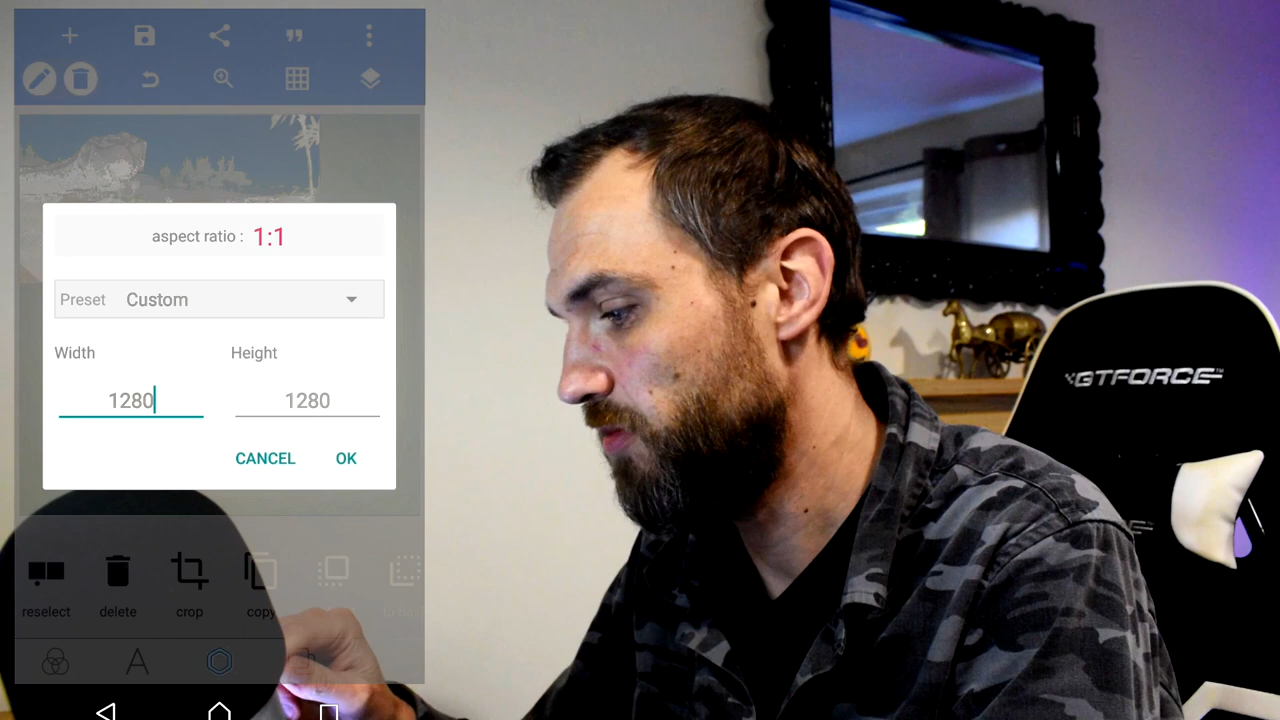 aspect ratio : 1:1
Preset Custom
Width Height
1280 1280
CANCEL OK
reselect delete crop copy
GTFORCE